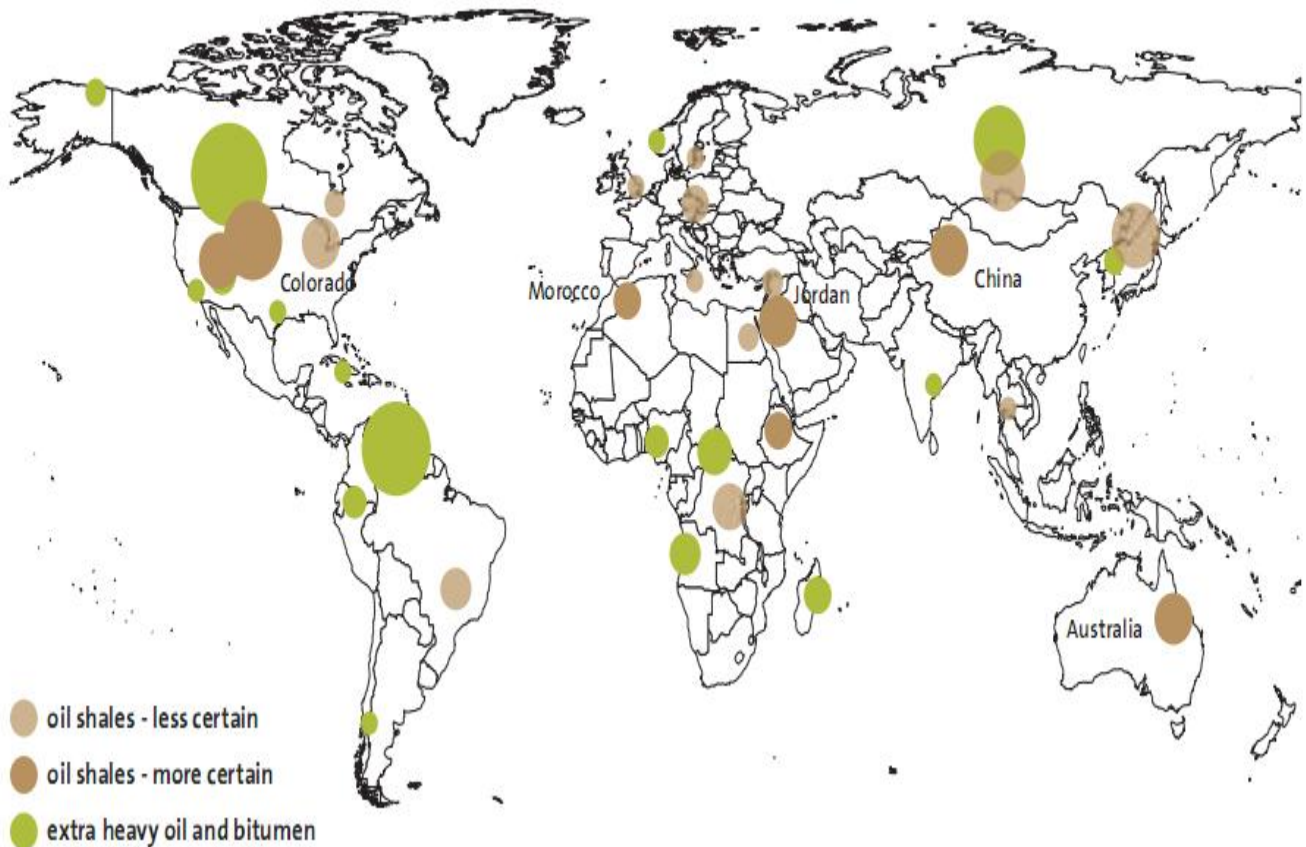 Colorado
Morocco
Jordan
China
Australia
oil shales - less certain
oil shales - more certain
extra heavy oil and bitumen